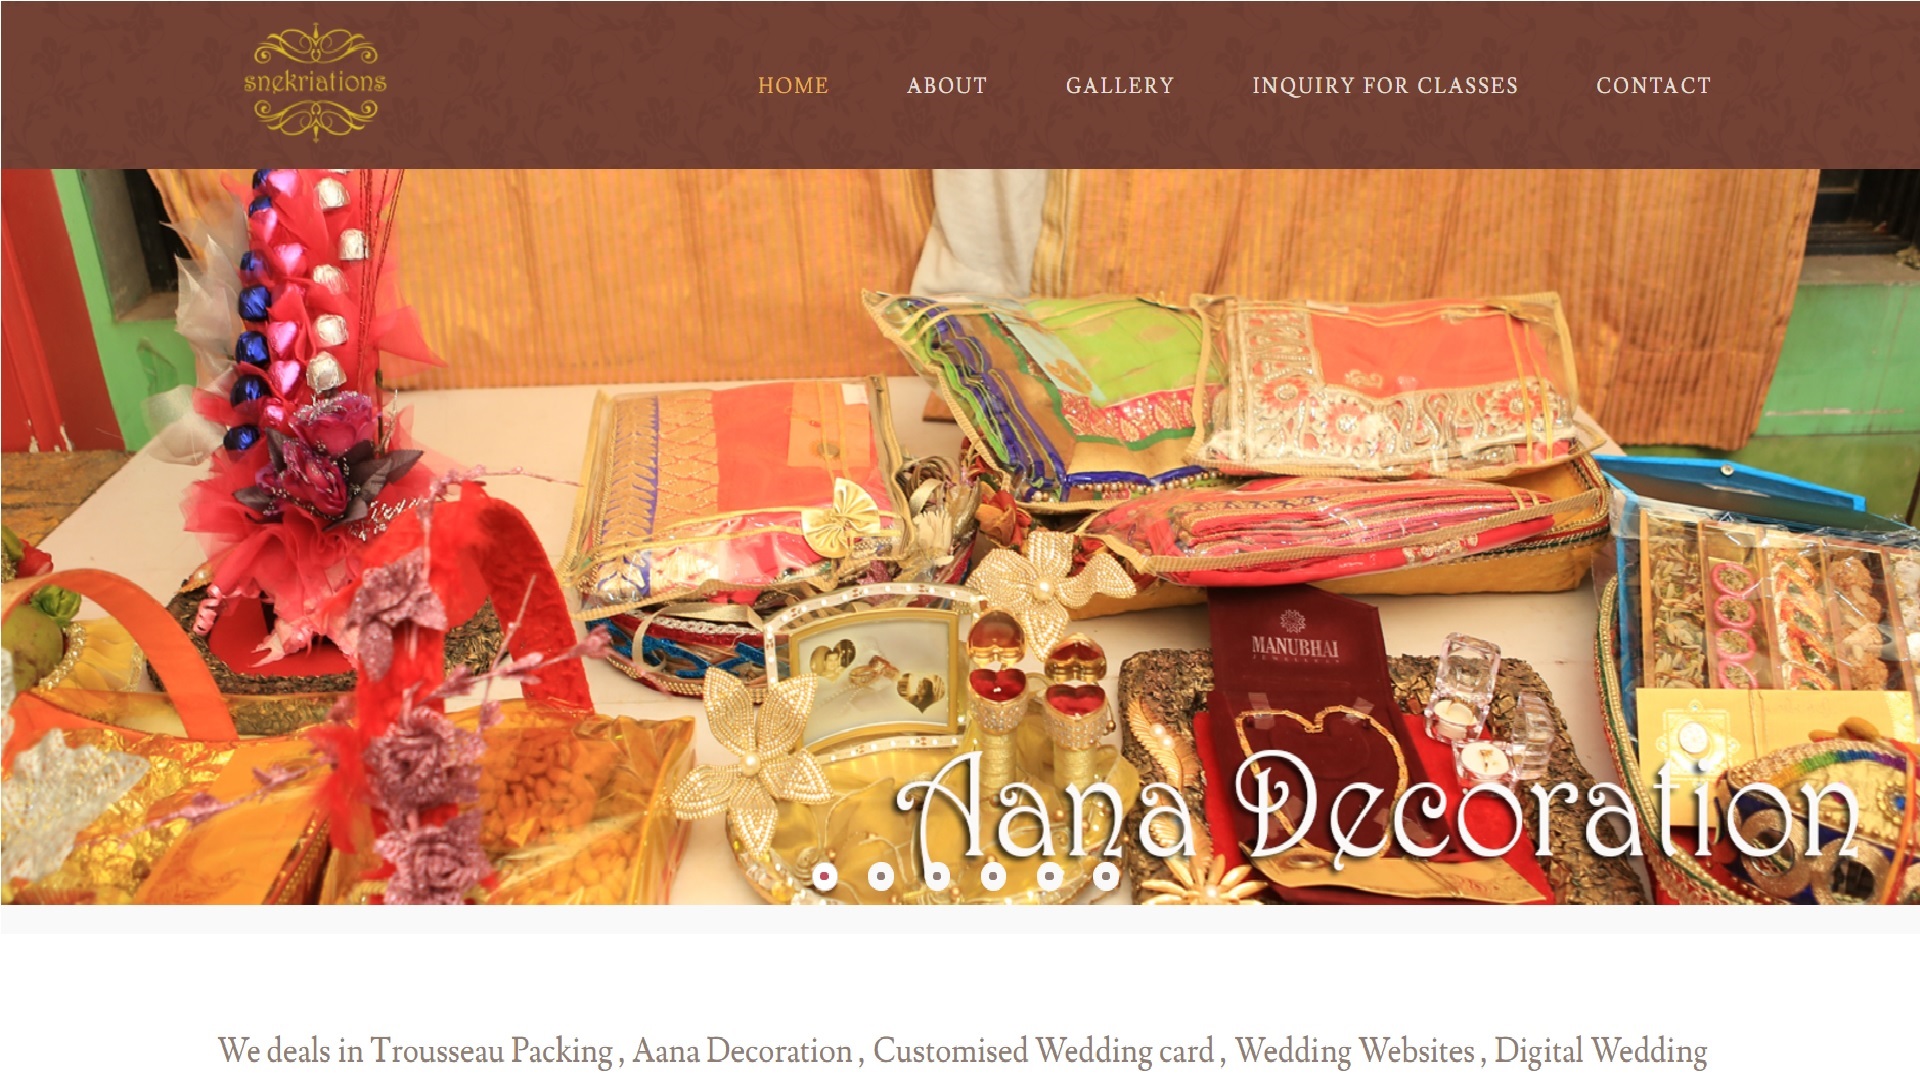 snekriations
HOME ABOUT GALLERY INQUIRY FOR CLASSES CONTACT
MANUBHAI
Aana Decoration
We deals in Trousseau Packing , Aana Decoration , Customised Wedding card , Wedding Websites , Digital Wedding